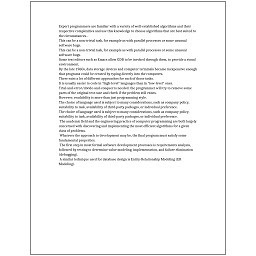 Expert programmers are familiar with a variety of well-established algorithms and their
respective complexities and use this knowledge to choose algorithms that are best suited to
the circumstances.
This can be a non-trivial task, for example as with parallel processes or some unusual
software bugs.
This can be a non-trivial task, for example as with parallel processes or some unusual
software bugs.
Some text editors such as Emacs allow GDB to be invoked through them, to provide a visual
environment.
By the late 1960s, data storage devices and computer terminals became inexpensive enough
that programs could be created by typing directly into the computers.
There exist a lot of different approaches for each of those tasks.
It is usually easier to code in "high-level" languages than in "low-level" ones.
Trial-and-error/divide-and-conquer is needed: the programmer will try to remove some
parts of the original test case and check if the problem still exists.
However, readability is more than just programming style.
The choice of language used is subject to many considerations, such as company policy,
suitability to task, availability of third-party packages, or individual preference.
The choice of language used is subject to many considerations, such as company policy,
suitability to task, availability of third-party packages, or individual preference.
The academic field and the engineering practice of computer programming are both largely
concerned with discovering and implementing the most efficient algorithms for a given
class of problems.
Whatever the approach to development may be, the final program must satisfy some
fundamental properties.
The first step in most formal software development processes is requirements analysis,
followed by testing to determine value modeling, implementation, and failure elimination
(debugging).
A similar technique used for database design is Entity-Relationship Modeling (ER
Modeling).